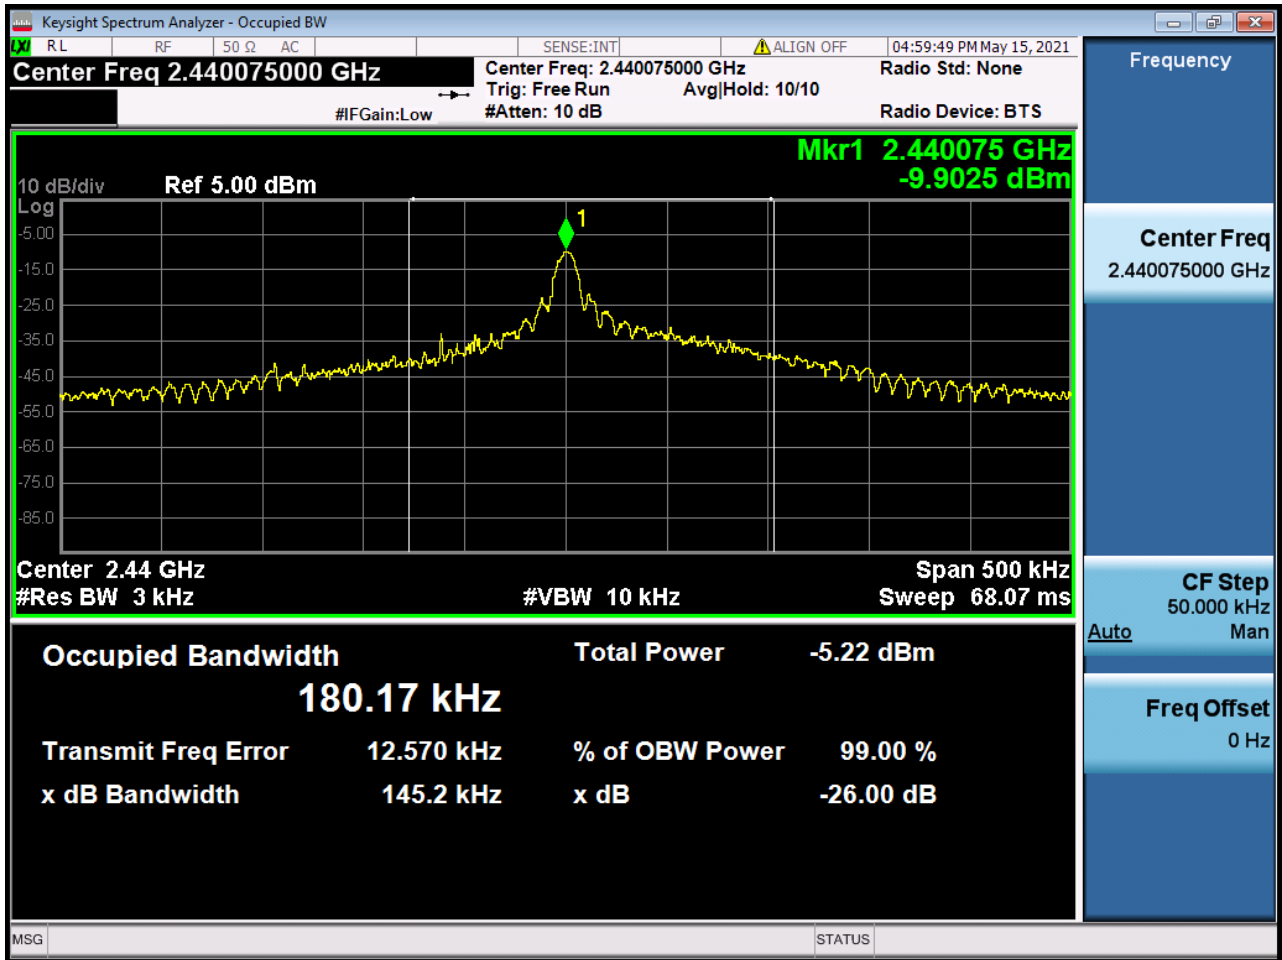 Keysight Spectrum Analyzer - Occupied BW
LXI RL RF 50 Ω AC SENSE:INT ALIGN OFF 04:59:49 PM May 15, 2021
Center Freq 2.440075000 GHz
Center Freq: 2.440075000 GHz Radio Std: None
Trig: Free Run Avg|Hold: 10/10
#IFGain:Low #Atten: 10 dB Radio Device: BTS
Mkr1 2.440075 GHz
-9.9025 dBm
10 dB/div Ref 5.00 dBm
Log
1
-5.00
-15.0
-25.0
-35.0
-45.0
-55.0
-65.0
-75.0
-85.0
Center 2.44 GHz Span 500 kHz
#Res BW 3 kHz #VBW 10 kHz Sweep 68.07 ms
Occupied Bandwidth Total Power -5.22 dBm
180.17 kHz
Transmit Freq Error 12.570 kHz % of OBW Power 99.00 %
x dB Bandwidth 145.2 kHz x dB -26.00 dB
MSG STATUS
Frequency
Center Freq
2.440075000 GHz
CF Step
50.000 kHz
Auto Man
Freq Offset
0 Hz